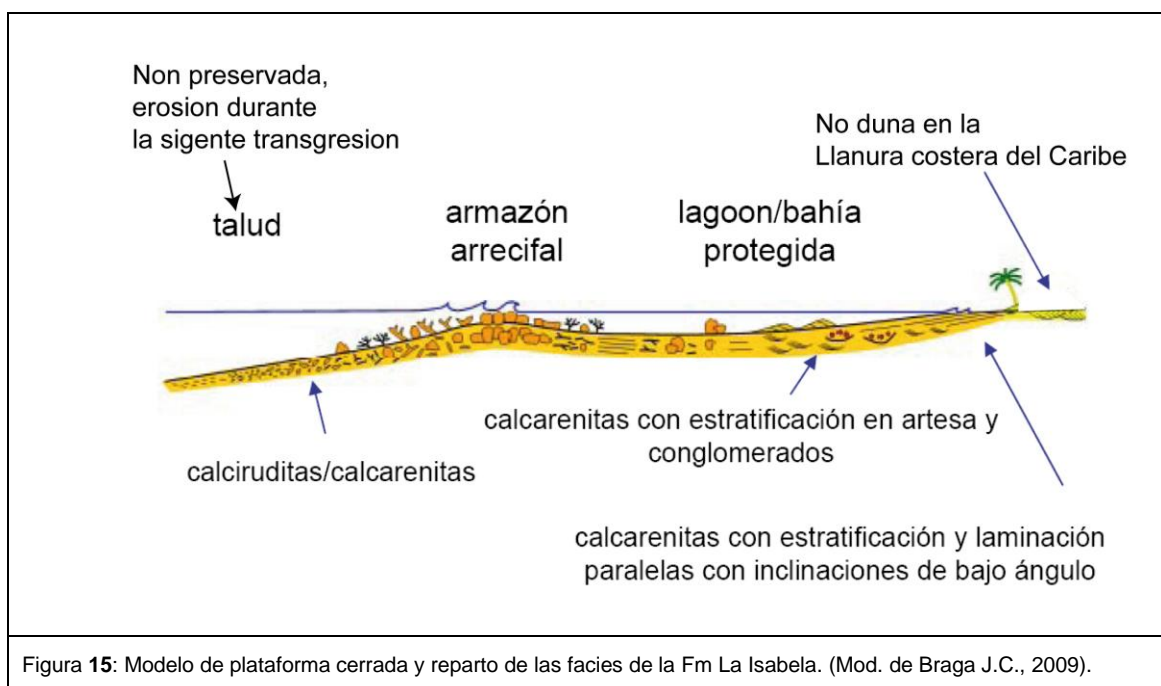 Non preservada,
erosion durante
la sigente transgresion
No duna en la
Llanura costera del Caribe
talud
armazón
arrecifal
lagoon/bahía
protegida
calcarenitas con estratificación en artesa y
conglomerados
calciruditas/calcarenitas
calcarenitas con estratificación y laminación
paralelas con inclinaciones de bajo ángulo
Figura 15: Modelo de plataforma cerrada y reparto de las facies de la Fm La Isabela. (Mod. de Braga J.C., 2009).